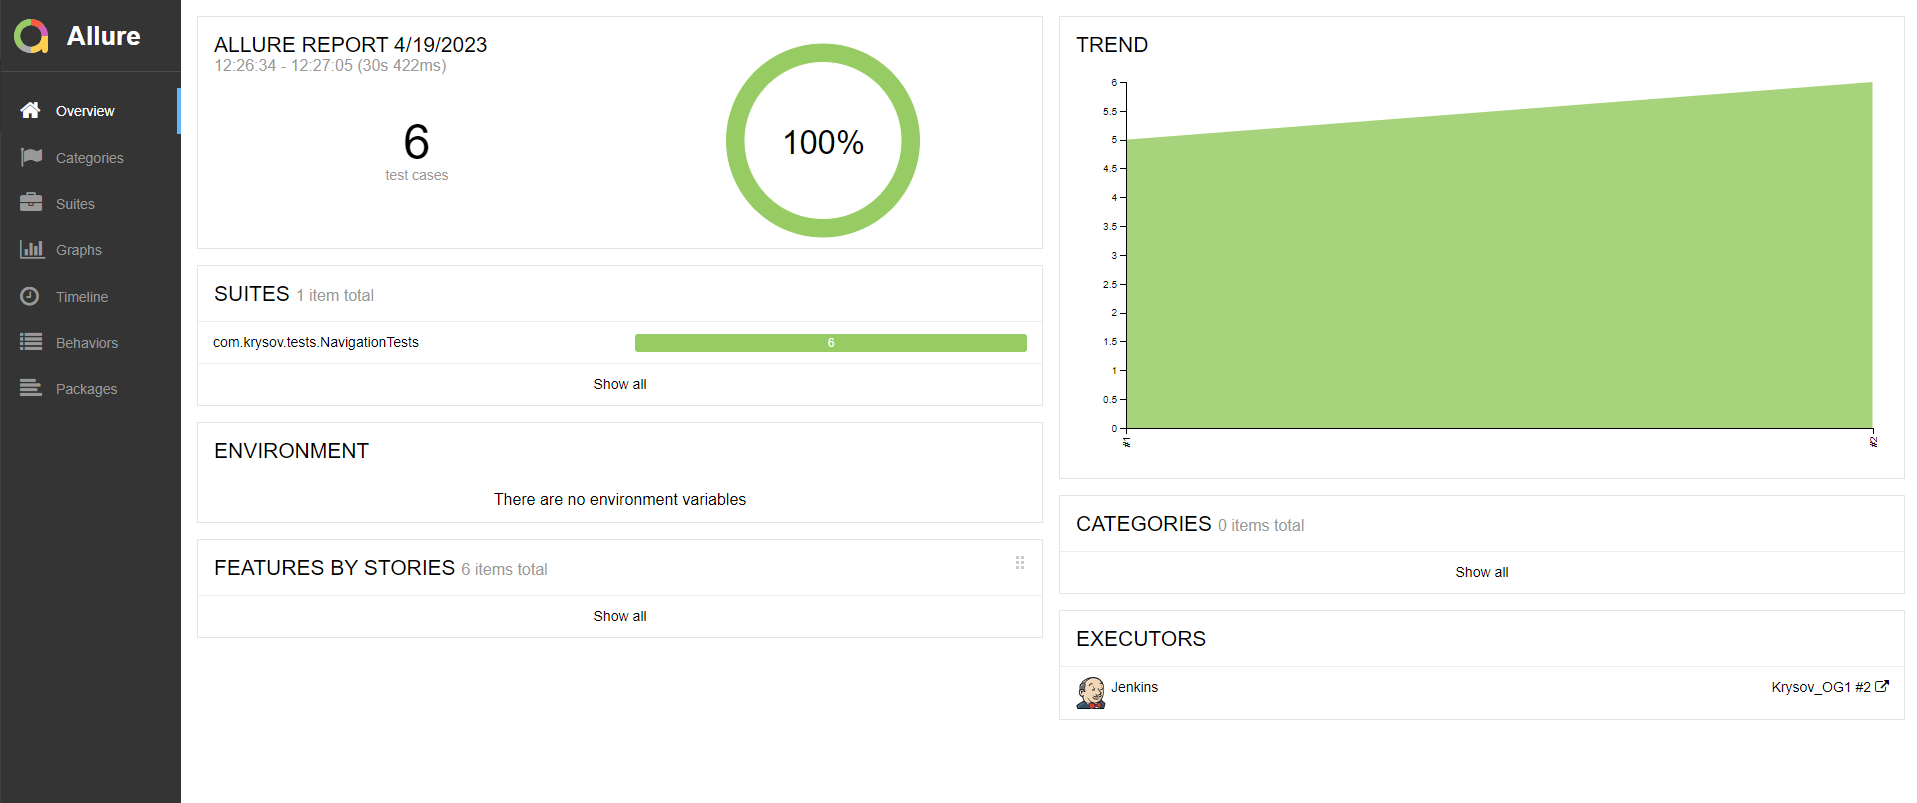 Allure
Overview
Categories
Suites
Graphs
Timeline
Behaviors
Packages
ALLURE REPORT 4/19/2023
12:26:34 - 12:27:05 (30s 422ms)
6
test cases
100%
SUITES 1 item total
com.krysov.tests.NavigationTests 6
Show all
ENVIRONMENT
There are no environment variables
FEATURES BY STORIES 6 items total
Show all
TREND
6
5.5
5
4.5
4
3.5
3
2.5
2
1.5
1
0.5
0
#1 #2
CATEGORIES 0 items total
Show all
EXECUTORS
Jenkins Krysov_OG1 #2